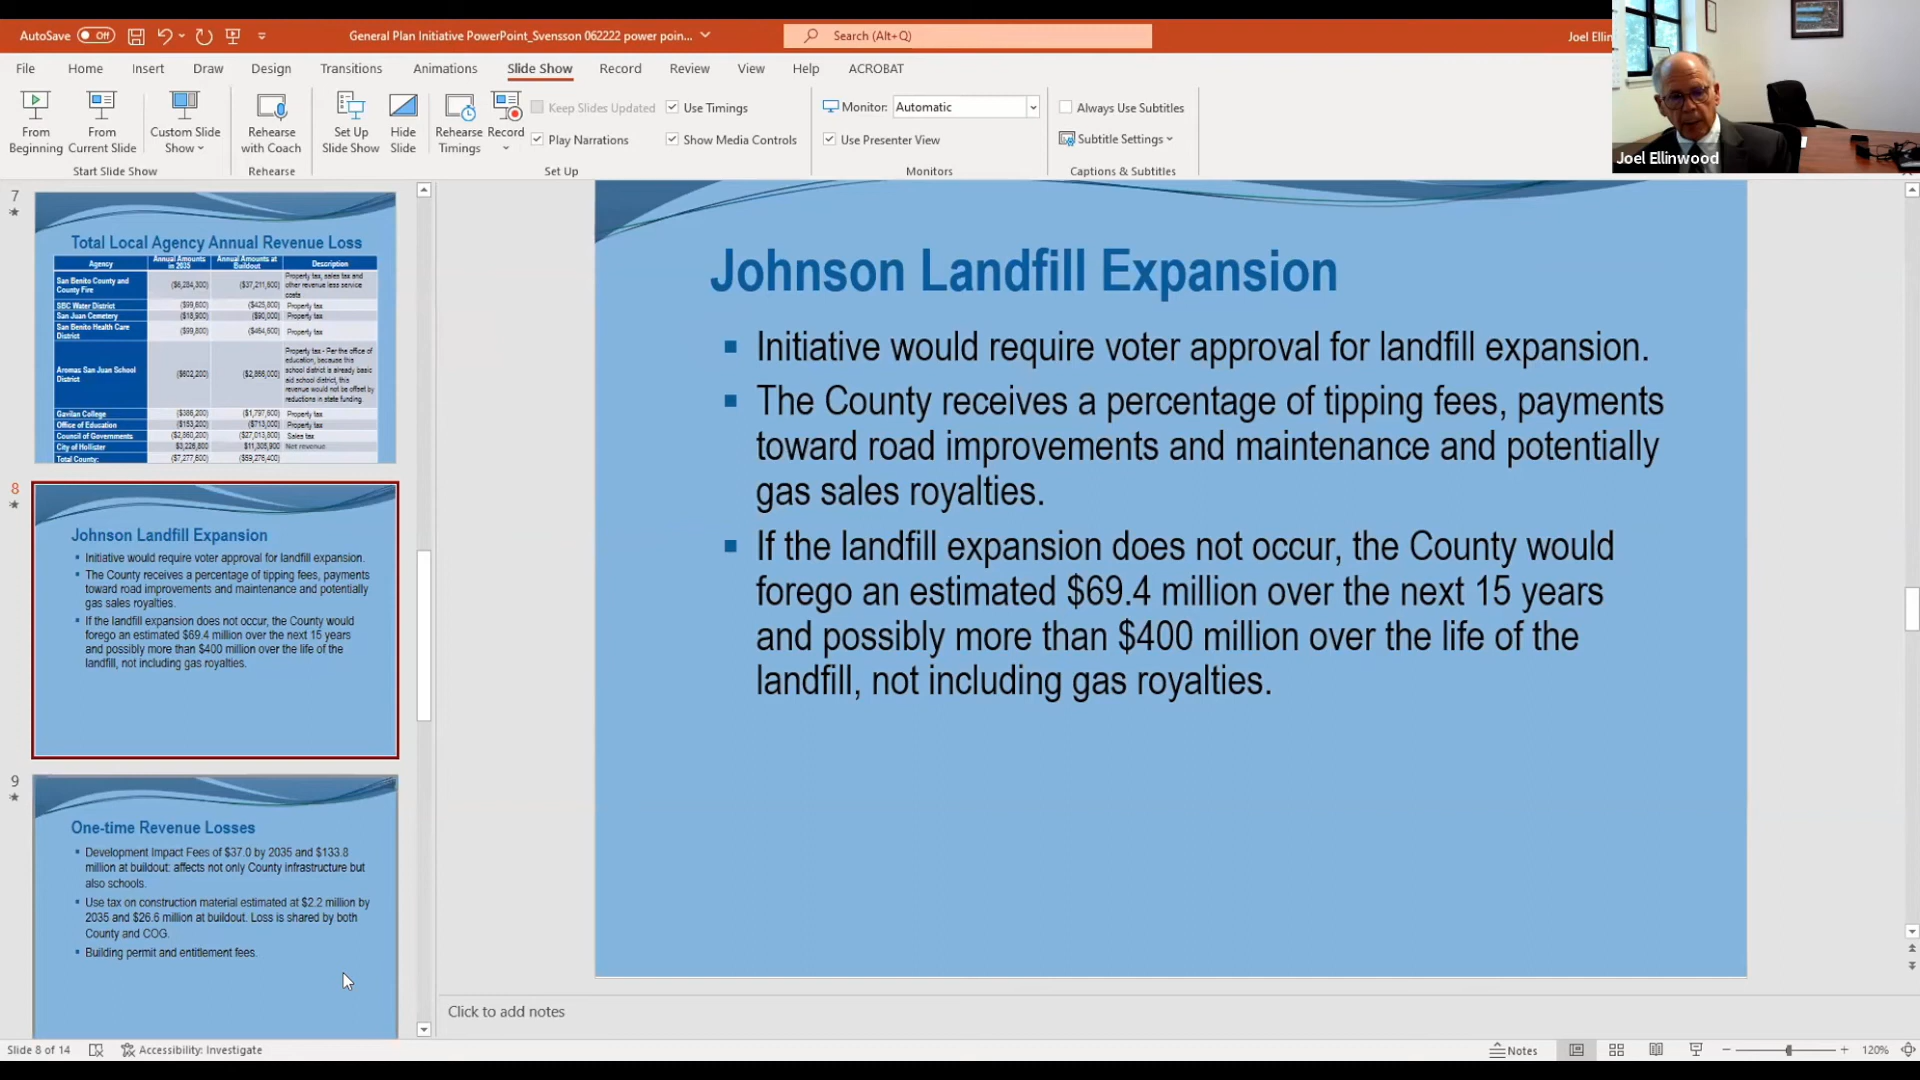 AutoSave Off
General Plan Initiative PowerPoint_Svensson 062222 power poin...
Search (Alt+Q)
Joel Ellin
File Home Insert Draw Design Transitions Animations Slide Show Record Review View Help ACROBAT
From Beginning
From Current Slide
Custom Slide Show
Rehearse with Coach
Set Up Slide Show
Hide Slide
Rehearse Timings
Record
Keep Slides Updated
Play Narrations
Use Timings
Show Media Controls
Monitor: Automatic
Use Presenter View
Always Use Subtitles
Subtitle Settings
Start Slide Show
Rehearse
Set Up
Monitors
Captions & Subtitles
Joel Ellinwood
7
Total Local Agency Annual Revenue Loss
Agency Annual Amounts in 2035 Annual Amounts at Buildout Description
San Benito County and County Fire ($6,284,300) ($37,211,600) Property tax, sales tax and other revenue less service costs
SBC Water District ($99,600) ($425,800) Property tax
San Juan Cemetery ($18,900) ($90,000) Property tax
San Benito Health Care District ($99,800) ($464,600) Property tax
Aromas San Juan School District ($602,200) ($2,866,000) Property tax - Per the office of education, because this school district is already basic aid school district, this revenue would not be offset by reductions in state funding.
Gavilan College ($386,200) ($1,797,600) Property tax
Office of Education ($153,200) ($713,000) Property tax
Council of Governments ($2,860,200) ($27,013,800) Sales tax
City of Hollister $3,226,800 $11,305,900 Net revenue
Total County: ($7,277,600) ($59,276,400)
8
Johnson Landfill Expansion
Initiative would require voter approval for landfill expansion.
The County receives a percentage of tipping fees, payments
toward road improvements and maintenance and potentially
gas sales royalties.
If the landfill expansion does not occur, the County would
forego an estimated $69.4 million over the next 15 years
and possibly more than $400 million over the life of the
landfill, not including gas royalties.
9
One-time Revenue Losses
Development Impact Fees of $37.0 by 2035 and $133.8
million at buildout: affects not only County infrastructure but
also schools.
Use tax on construction material estimated at $2.2 million by
2035 and $26.6 million at buildout. Loss is shared by both
County and COG.
Building permit and entitlement fees.
Johnson Landfill Expansion
Initiative would require voter approval for landfill expansion.
The County receives a percentage of tipping fees, payments
toward road improvements and maintenance and potentially
gas sales royalties.
If the landfill expansion does not occur, the County would
forego an estimated $69.4 million over the next 15 years
and possibly more than $400 million over the life of the
landfill, not including gas royalties.
Click to add notes
Slide 8 of 14
Accessibility: Investigate
Notes
120%